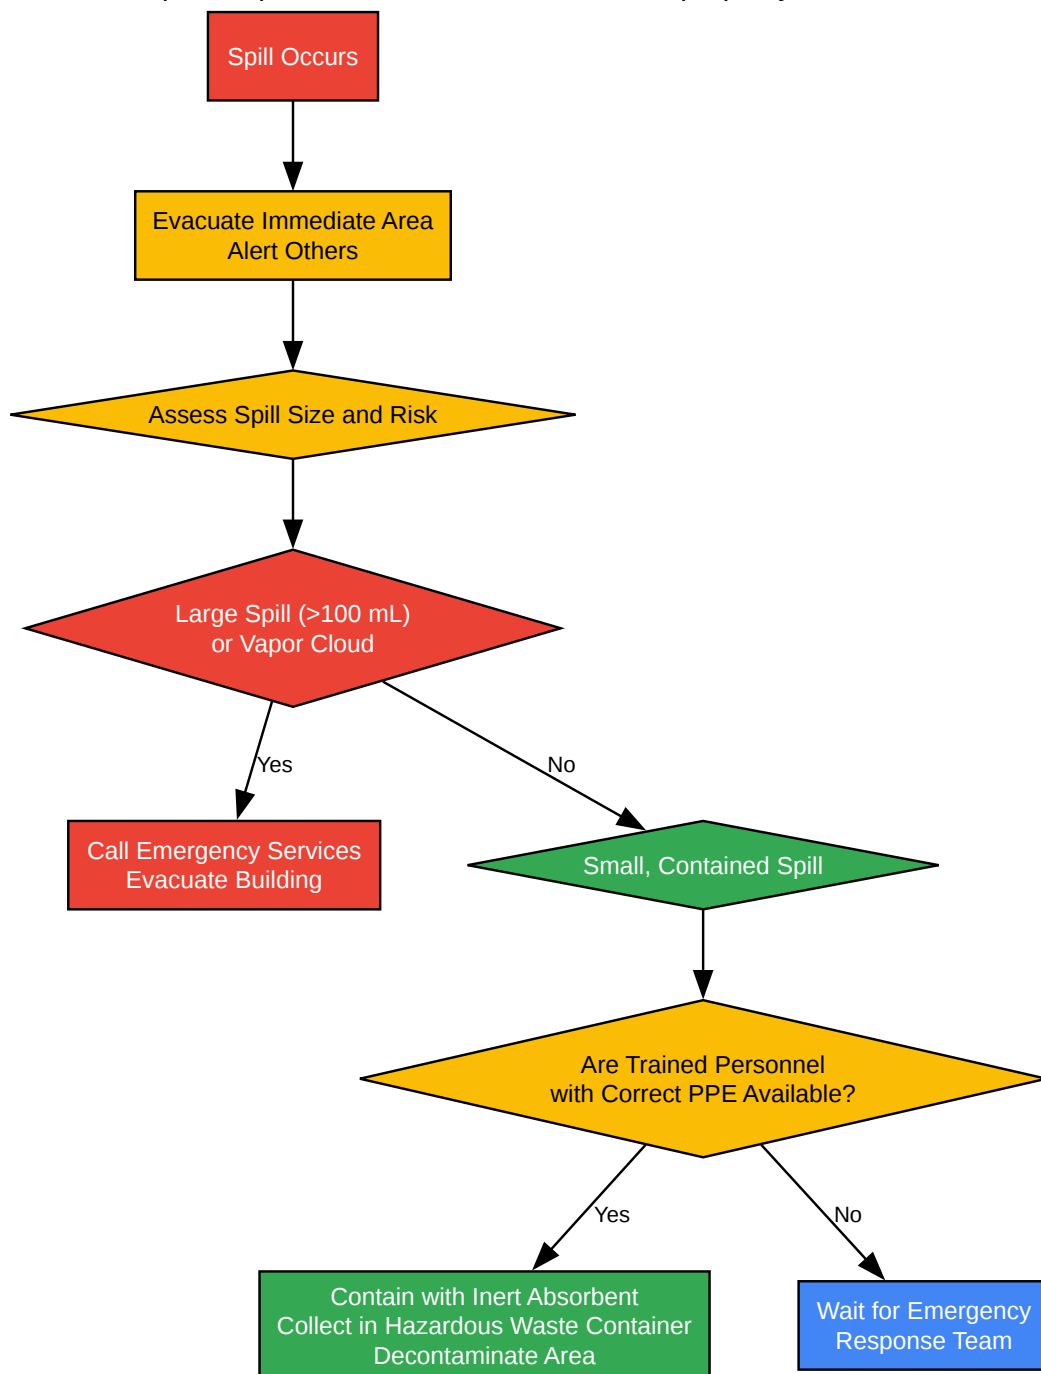 Spill Occurs
Evacuate Immediate Area
Alert Others
Assess Spill Size and Risk
Large Spill (>100 mL)
or Vapor Cloud
Yes
No
Call Emergency Services
Evacuate Building
Small, Contained Spill
Are Trained Personnel
with Correct PPE Available?
Yes
No
Contain with Inert Absorbent
Collect in Hazardous Waste Container
Decontaminate Area
Wait for Emergency
Response Team